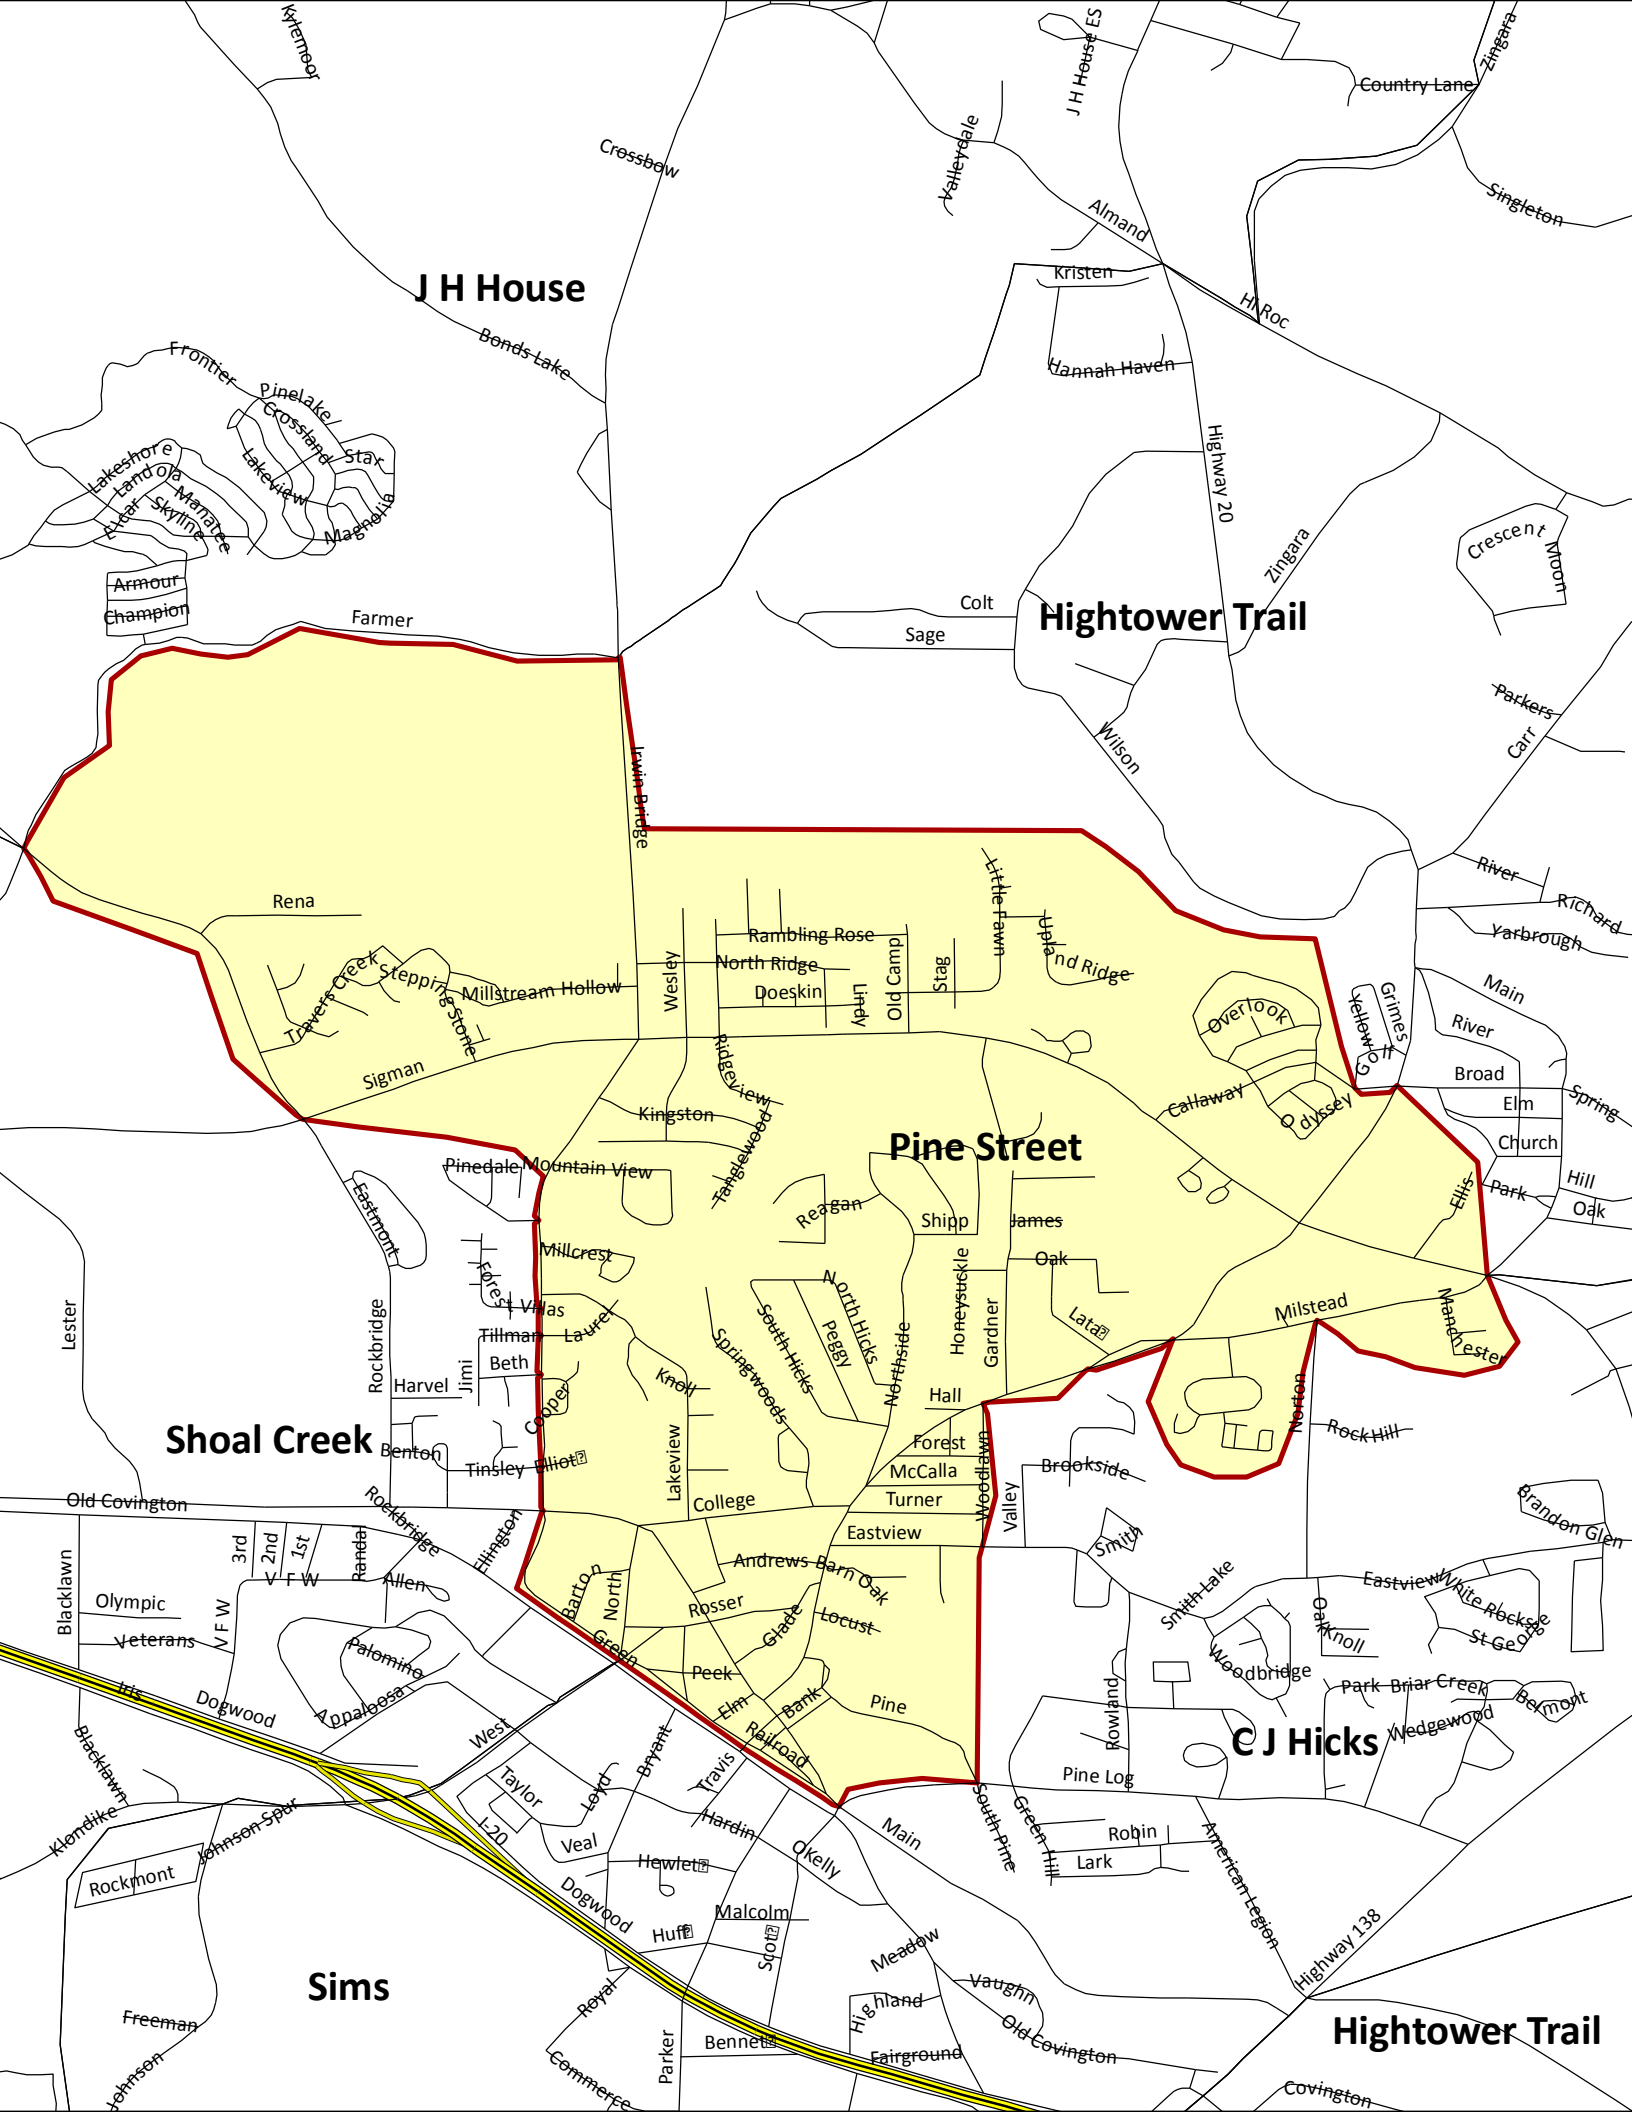 Kylemoor
J H House ES
Zingara
Country Lane
Crossbow
Valleydale
Singleton
Almand
Kristen
J H House
Hi Roc
Bonds Lake
Frontier
Hannah Haven
Pinelake
Crossland
Highway 20
Lakeshore
Star
Landola
Lakeview
Manatee
Skyline
Elcar
Magnolia
Crescent Moon
Zingara
Armour
Champion
Farmer
Colt
Hightower Trail
Sage
Parkers
Carr
Wilson
Irwin Bridge
Little Fawn
River
Rena
Richard
Upland Ridge
Rambling Rose
Yarbrough
North Ridge
Travers Creek
Stepping Stone
Millstream Hollow
Wesley
Doeskin
Lindy
Old Camp
Stag
Main
Overlook
Yellow
Grimes
River
Golf
Sigman
Ridgeview
Broad
Callaway
Odyssey
Elm
Spring
Kingston
Church
Pine Street
Tanglewood
Pinedale
Mountain View
Hill
Ellis
Park
Eastmont
Reagan
Shipp
James
Oak
Millcrest
Oak
Forest Villas
North Hicks
Honeysuckle
Lester
Rockbridge
Tillman
Laurel
South Hicks
Peggy
Gardner
Milstead
Manchester
Springwoods
Northside
Beth
Jimi
Harvel
Knoll
Hall
Norton
Cooper
Rock Hill
Shoal Creek
Benton
Tinsley
Lakeview
Forest
McCalla
Woodlawn
Brookside
Old Covington
Rockbridge
College
Turner
Valley
Brandon Glen
Ellington
Eastview
Smith
3rd
2nd
1st
Randal
Andrews
Barn Oak
Blacklawn
V F W
Allen
Barton
North
Smith Lake
Eastview
White Rock
Olympic
V F W
Rosser
Glade
Locust
Oak
Knoll
St George
Veterans
Palomino
Green
Woodbridge
Peek
Iris
Dogwood
Appaloosa
Elm
Bank
Pine
Rowland
Park
Briar Creek
Belmont
Wedgewood
West
Railroad
C J Hicks
Blacklawn
Bryant
Travis
Pine Log
Taylor
Loyd
South Pine
Green Hill
Klondike
Johnson Spur
I-20
Hardin
Main
Robin
American Legion
Veal
OKelly
Lark
Rockmont
Dogwood
Malcolm
Highway 138
Meadow
Sims
Royal
Vaughn
Highland
Freeman
Old Covington
Hightower Trail
Parker
Fairground
Johnson
Commerce
Covington